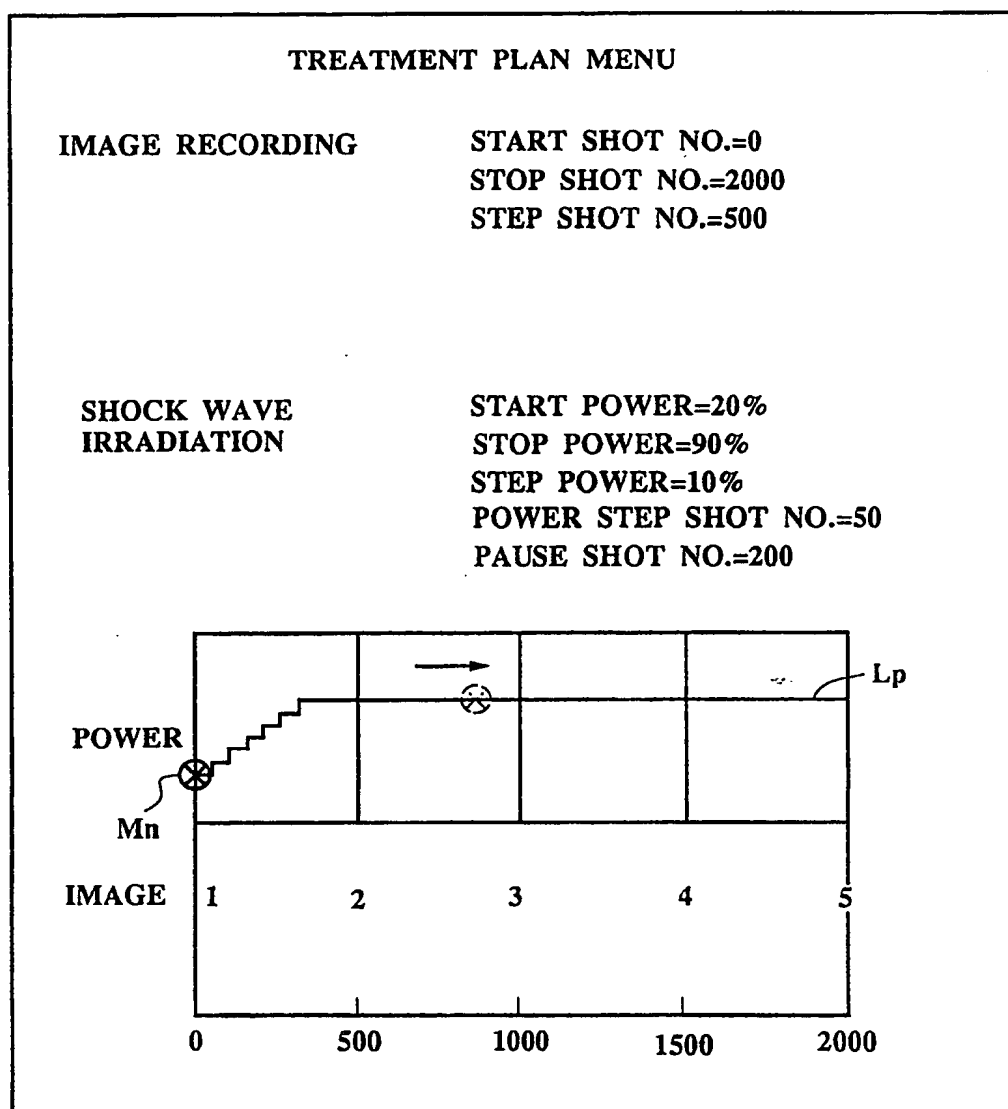 TREATMENT PLAN MENU
IMAGE RECORDING
START SHOT NO.=0
STOP SHOT NO.=2000
STEP SHOT NO.=500
SHOCK WAVE
IRRADIATION
START POWER=20%
STOP POWER=90%
STEP POWER=10%
POWER STEP SHOT NO.=50
PAUSE SHOT NO.=200
Lp
POWER
Mn
IMAGE 1 2 3 4 5
0 500 1000 1500 2000